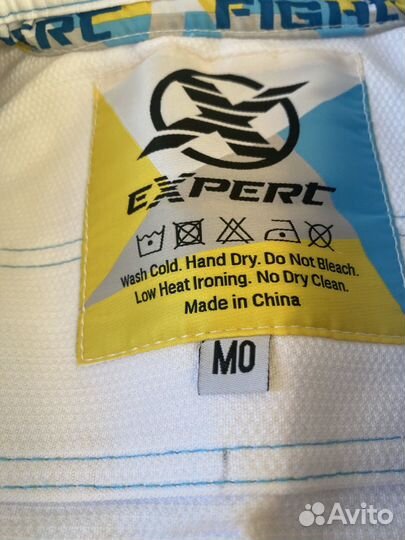 PERT FIGHT
EXPERT
Wash Cold. Hand Dry. Do Not Bleach.
Low Heat Ironing. No Dry Clean.
Made in China
M0
Avito